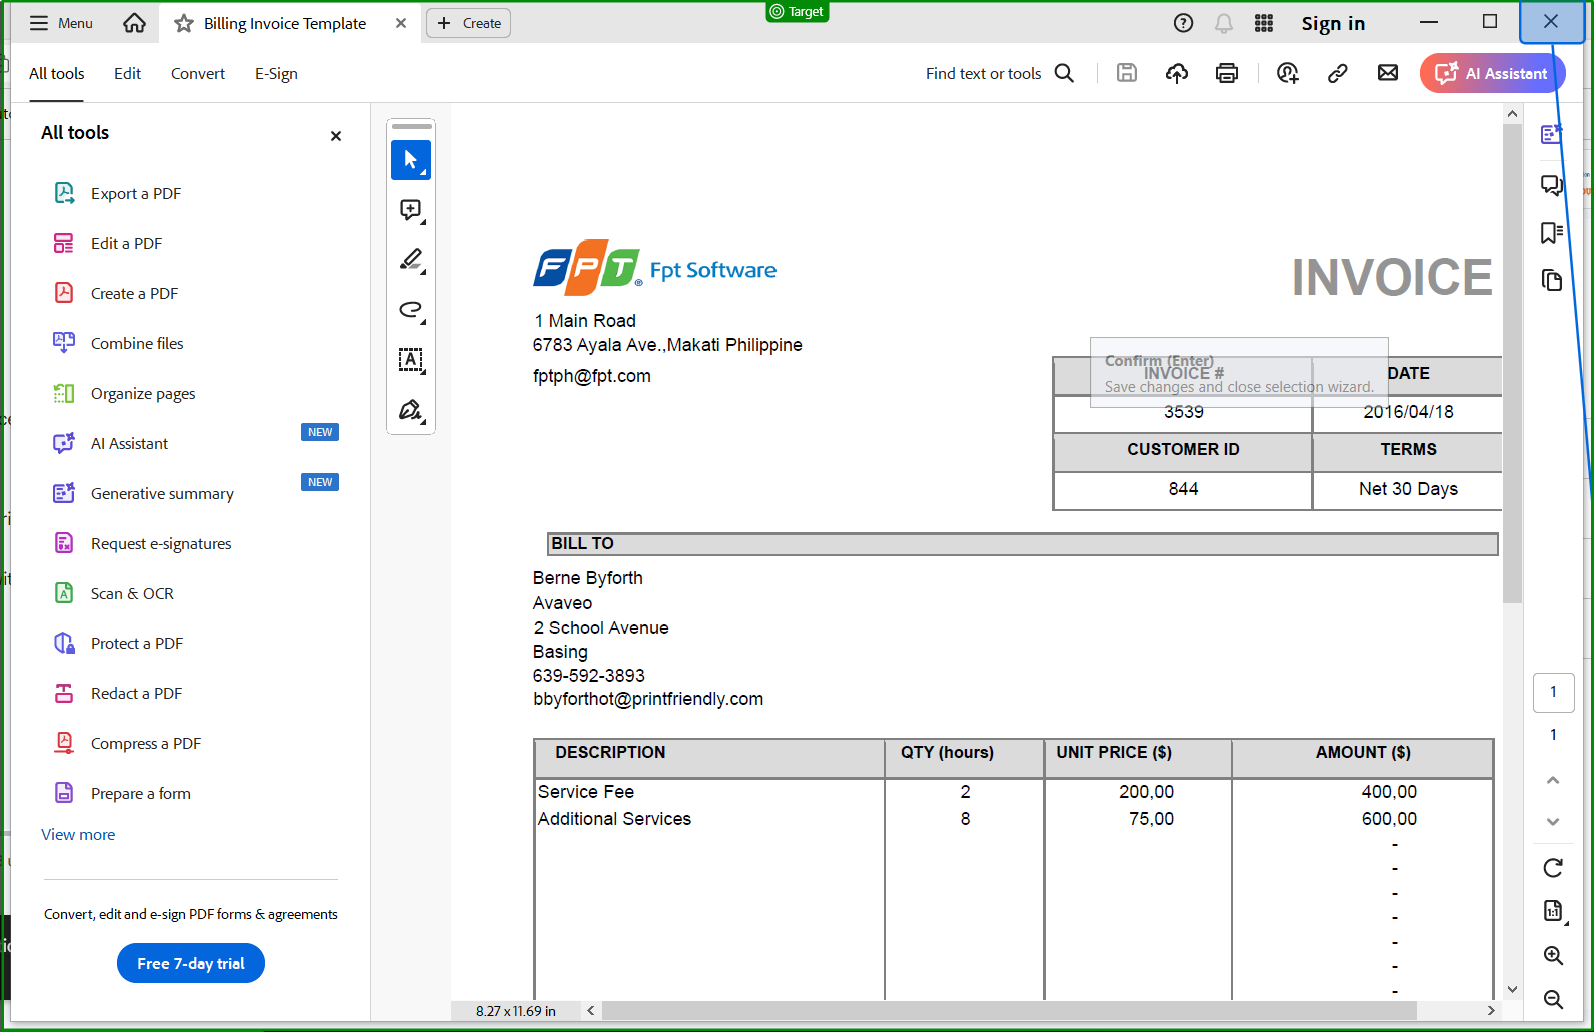 Target
Menu
Billing Invoice Template
Create
Sign in
All tools
Edit
Convert
E-Sign
Find text or tools
AI Assistant
All tools
Export a PDF
Edit a PDF
Create a PDF
Combine files
Organize pages
AI Assistant
NEW
Generative summary
NEW
Request e-signatures
Scan & OCR
Protect a PDF
Redact a PDF
Compress a PDF
Prepare a form
View more
Convert, edit and e-sign PDF forms & agreements
Free 7-day trial
FPT Fpt Software
INVOICE
1 Main Road
6783 Ayala Ave.,Makati Philippine
fptph@fpt.com
Confirm (Enter)
Save changes and close selection wizard.
INVOICE # DATE
3539 2016/04/18
CUSTOMER ID TERMS
844 Net 30 Days
BILL TO
Berne Byforth
Avaveo
2 School Avenue
Basing
639-592-3893
bbyforthot@printfriendly.com
DESCRIPTION QTY (hours) UNIT PRICE ($) AMOUNT ($)
Service Fee 2 200,00 400,00
Additional Services 8 75,00 600,00
-
-
-
-
-
-
-
8.27 x 11.69 in
1
1
1:1